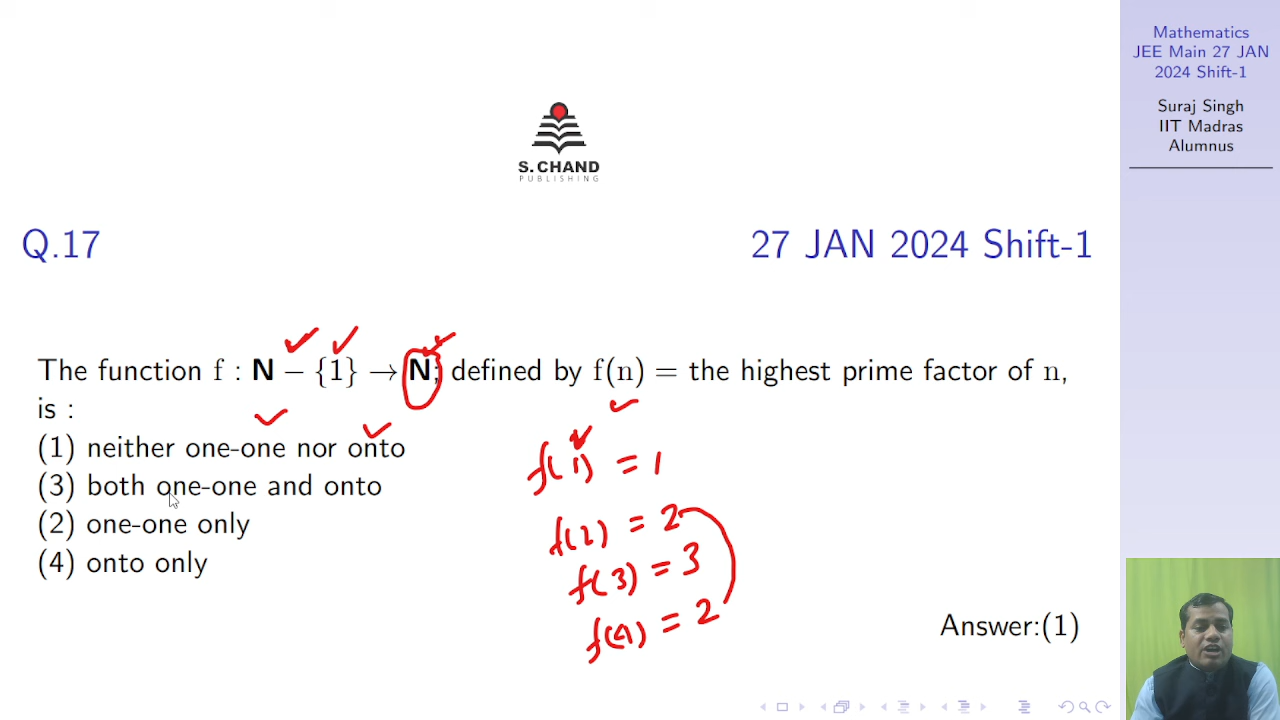 Mathematics
JEE Main 27 JAN
2024 Shift-1
Suraj Singh
IIT Madras
Alumnus
S. CHAND
PUBLISHING
Q.17
27 JAN 2024 Shift-1
The function f : N − {1} → N, defined by f(n) = the highest prime factor of n,
is :
(1) neither one-one nor onto
(3) both one-one and onto
(2) one-one only
(4) onto only
f(1) = 1
f(2) = 2
f(3) = 3
f(4) = 2
Answer:(1)